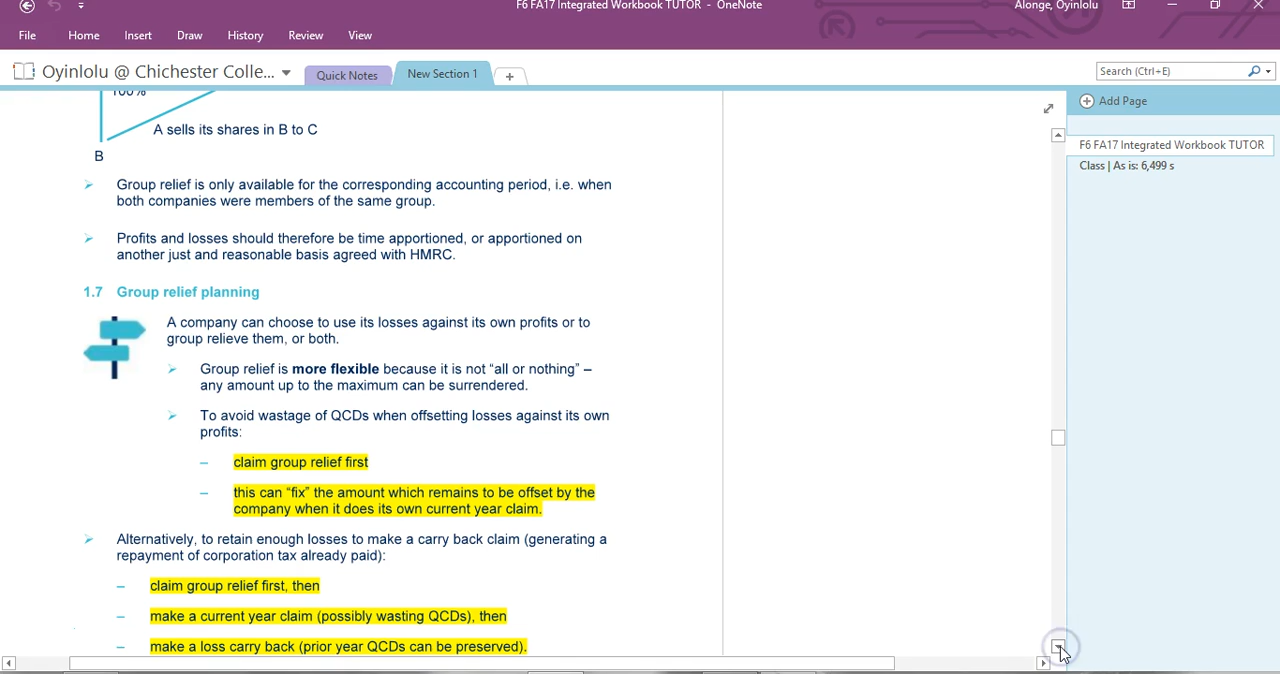 F6 FA17 Integrated Workbook TUTOR - OneNote
Alonge, Oyinlolu
File Home Insert Draw History Review View
Oyinlolu @ Chichester Colle...
Quick Notes
New Section 1
Search (Ctrl+E)
Add Page
F6 FA17 Integrated Workbook TUTOR
Class | As is: 6,499 s
100%
A sells its shares in B to C
B
Group relief is only available for the corresponding accounting period, i.e. when
both companies were members of the same group.
Profits and losses should therefore be time apportioned, or apportioned on
another just and reasonable basis agreed with HMRC.
1.7 Group relief planning
A company can choose to use its losses against its own profits or to
group relieve them, or both.
Group relief is more flexible because it is not "all or nothing" –
any amount up to the maximum can be surrendered.
To avoid wastage of QCDs when offsetting losses against its own
profits:
– claim group relief first
– this can "fix" the amount which remains to be offset by the
company when it does its own current year claim.
Alternatively, to retain enough losses to make a carry back claim (generating a
repayment of corporation tax already paid):
– claim group relief first, then
– make a current year claim (possibly wasting QCDs), then
– make a loss carry back (prior year QCDs can be preserved).